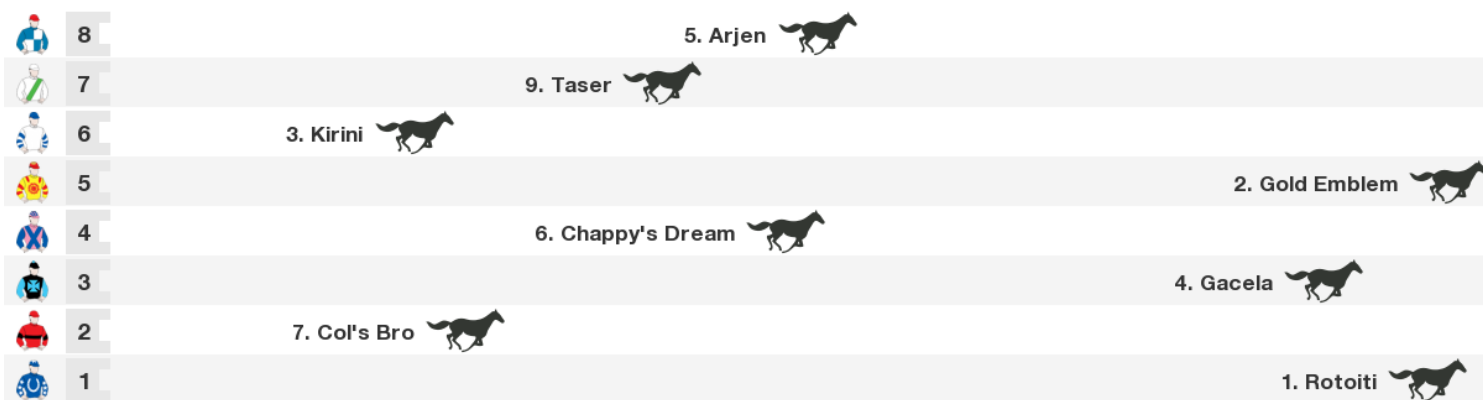 8 5. Arjen
7 9. Taser
6 3. Kirini
5 2. Gold Emblem
4 6. Chappy's Dream
3 4. Gacela
2 7. Col's Bro
1 1. Rotoiti